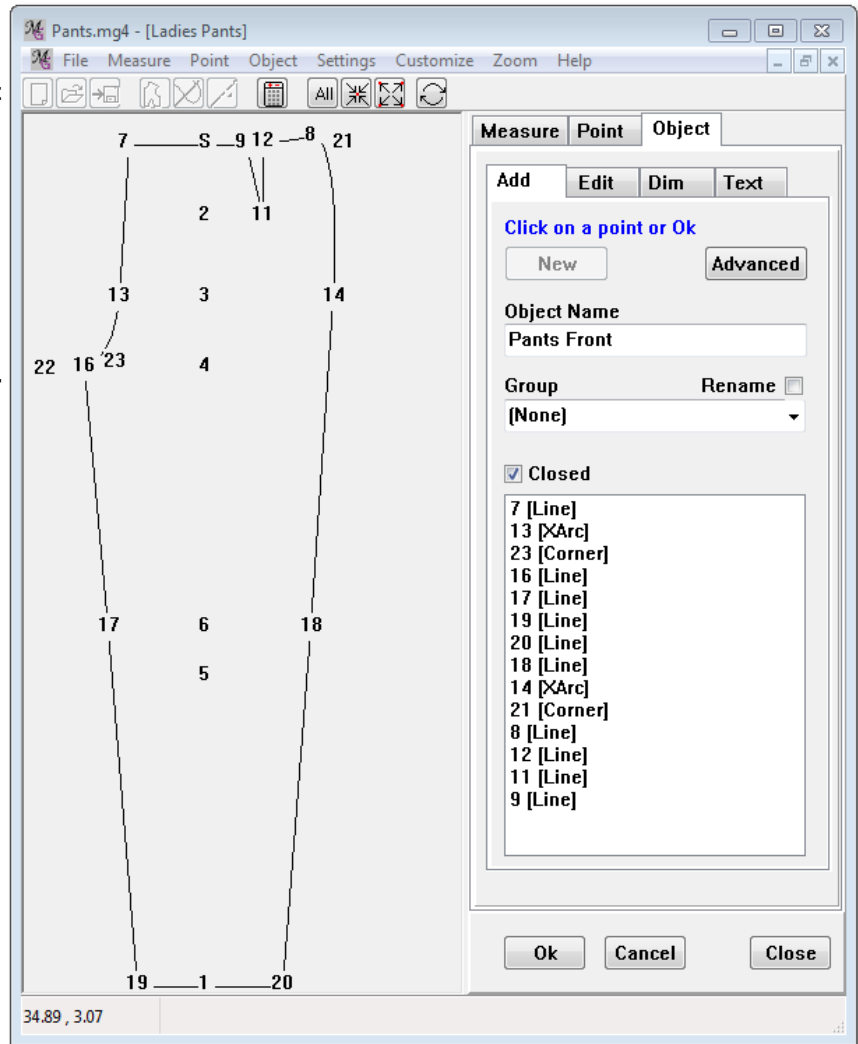 Pants.mg4 - [Ladies Pants]
File Measure Point Object Settings Customize Zoom Help
All
7 S 9 12 8 21
2 11
13 3 14
22 16 23 4
17 6 18
5
19 1 20
34.89 , 3.07
Measure Point Object
Add Edit Dim Text
Click on a point or Ok
New Advanced
Object Name
Pants Front
Group Rename
(None)
Closed
7 [Line]
13 [XArc]
23 [Corner]
16 [Line]
17 [Line]
19 [Line]
20 [Line]
18 [Line]
14 [XArc]
21 [Corner]
8 [Line]
12 [Line]
11 [Line]
9 [Line]
Ok Cancel Close